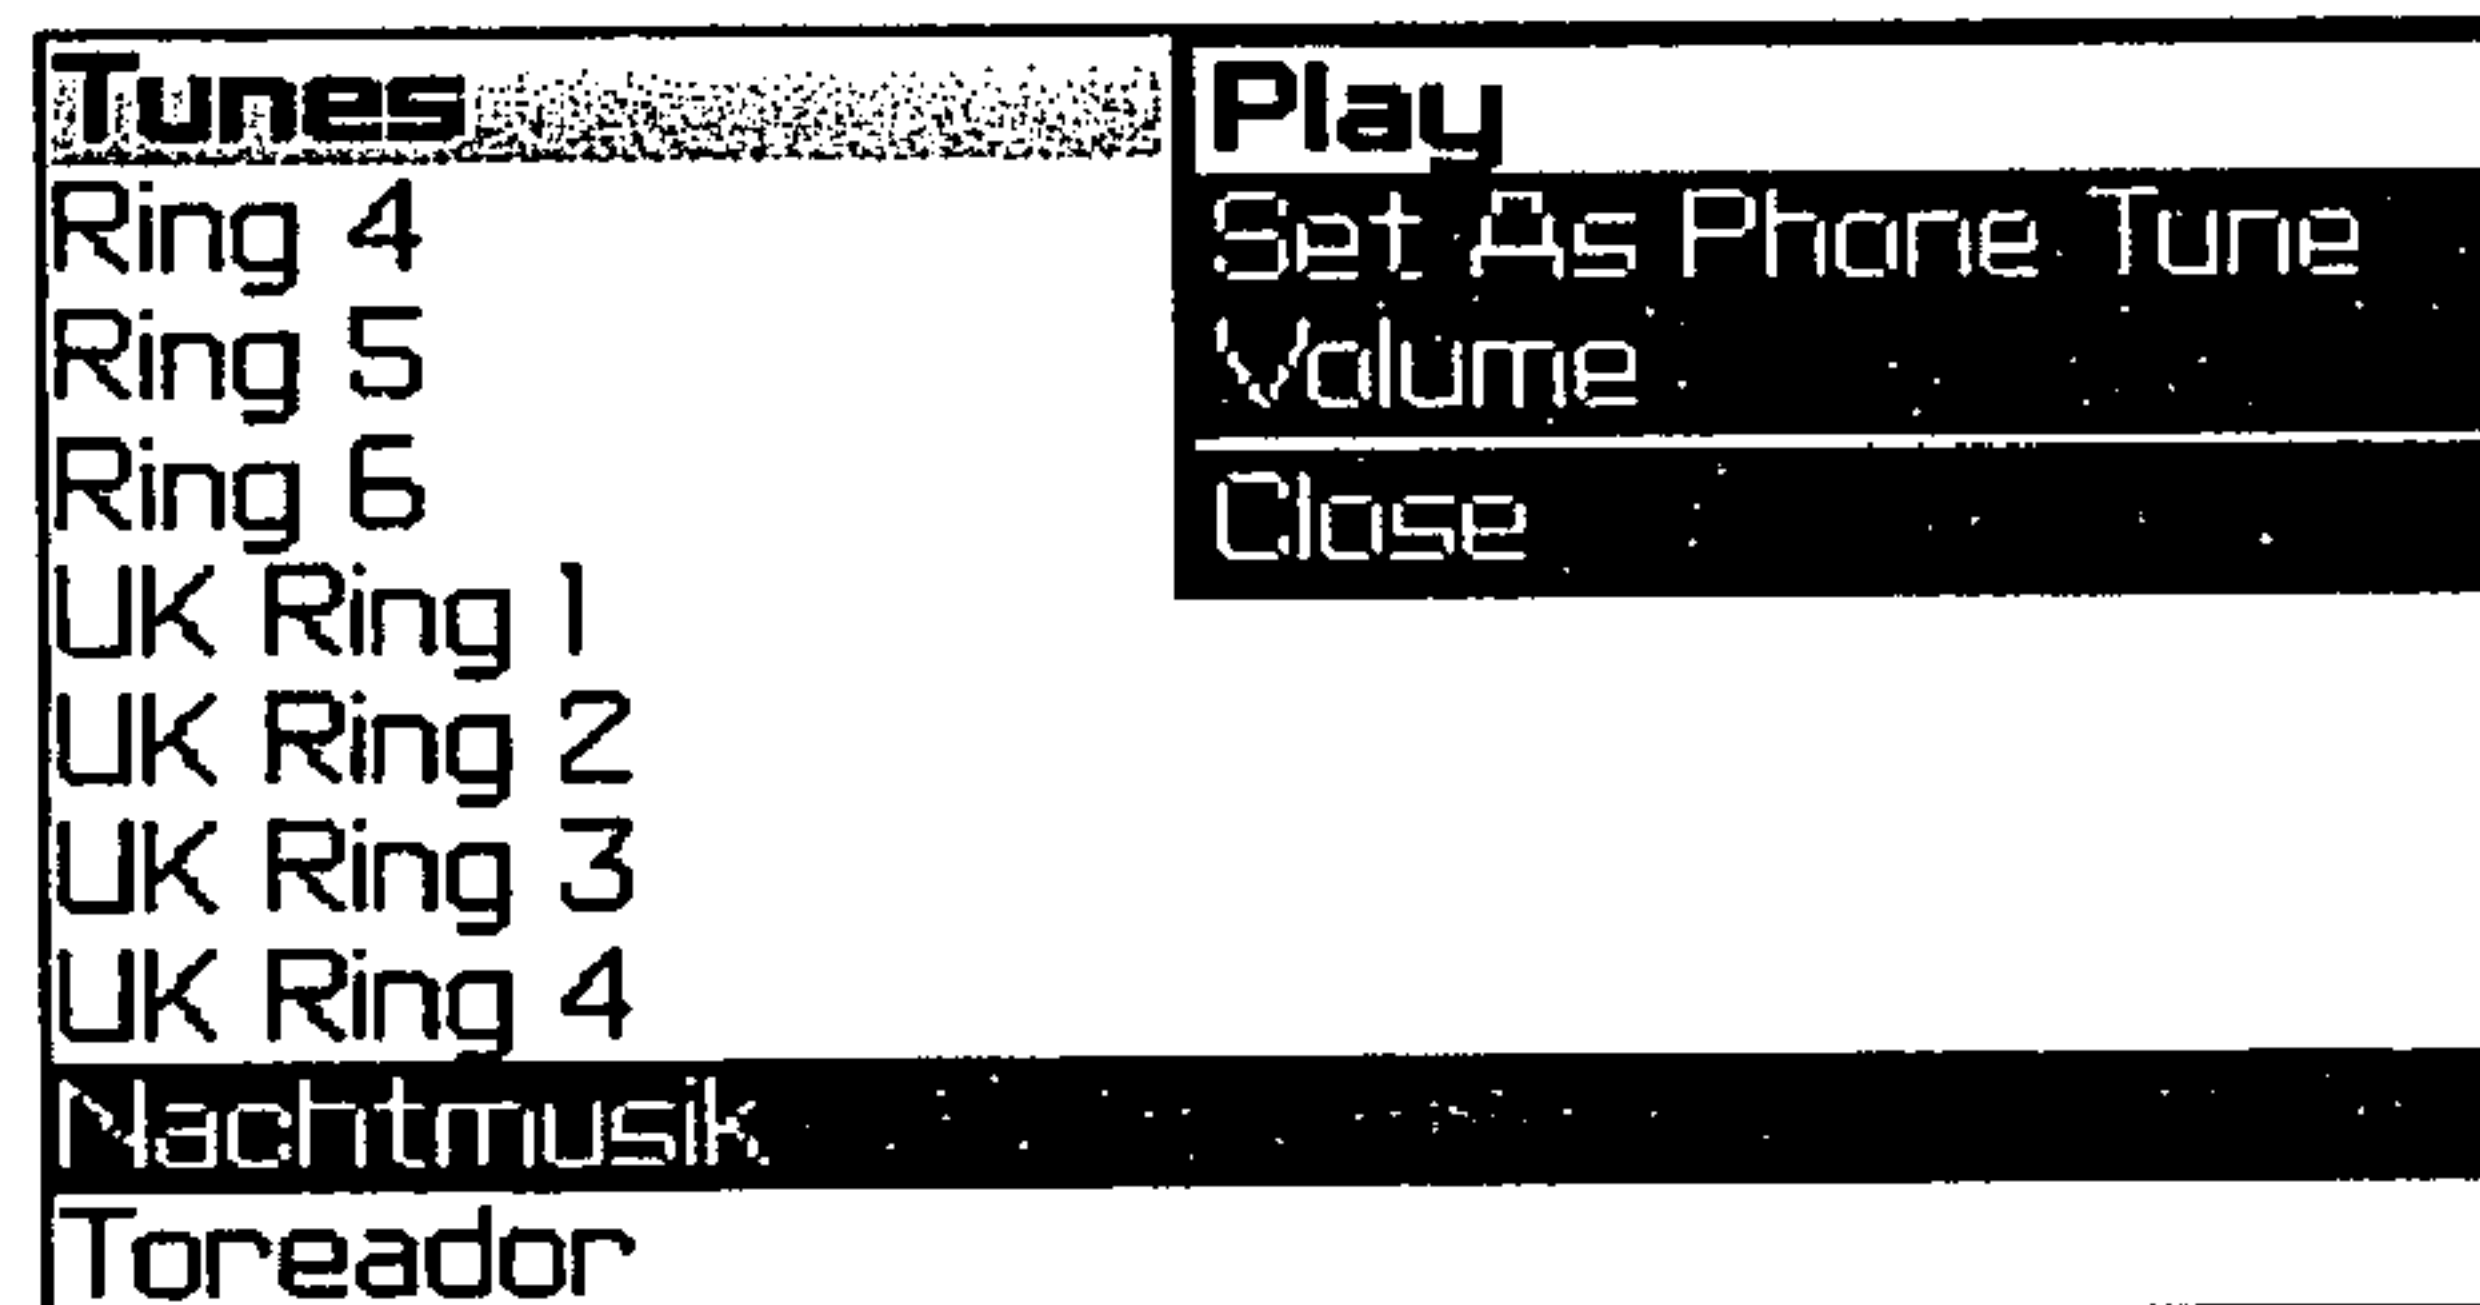 Tunes
Ring 4
Ring 5
Ring 6
UK Ring 1
UK Ring 2
UK Ring 3
UK Ring 4
Nachtmusik
Toreador
Play
Set As Phone Tune
Volume
Close